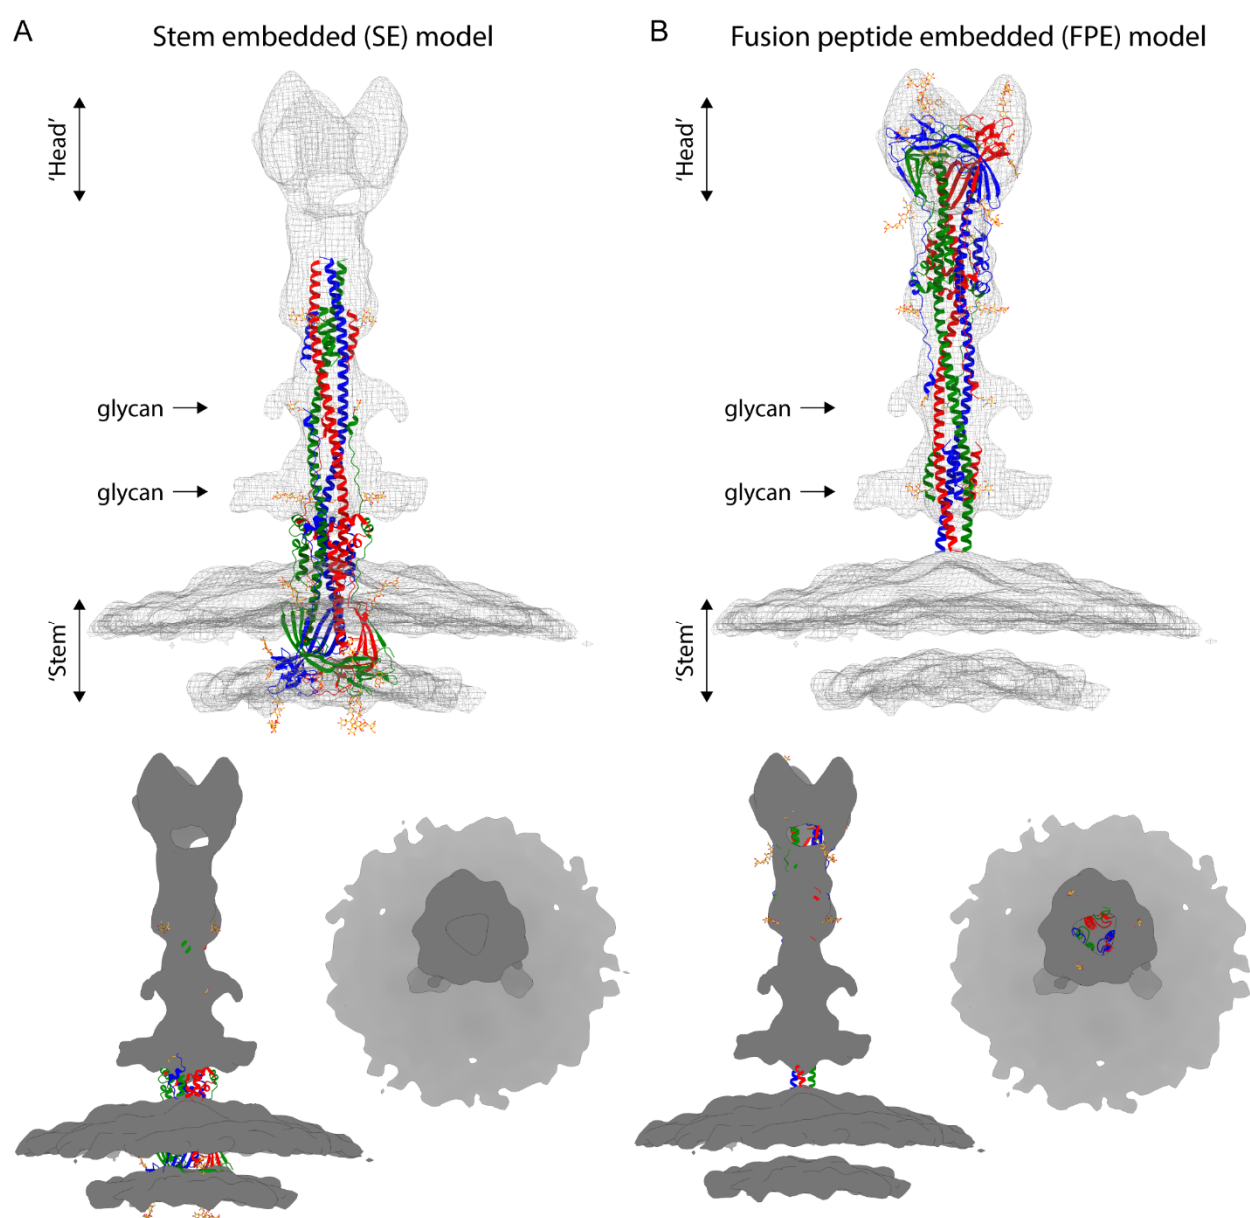 A Stem embedded (SE) model
B Fusion peptide embedded (FPE) model
'Head'
glycan
glycan
'Stem'
'Head'
glycan
glycan
'Stem'